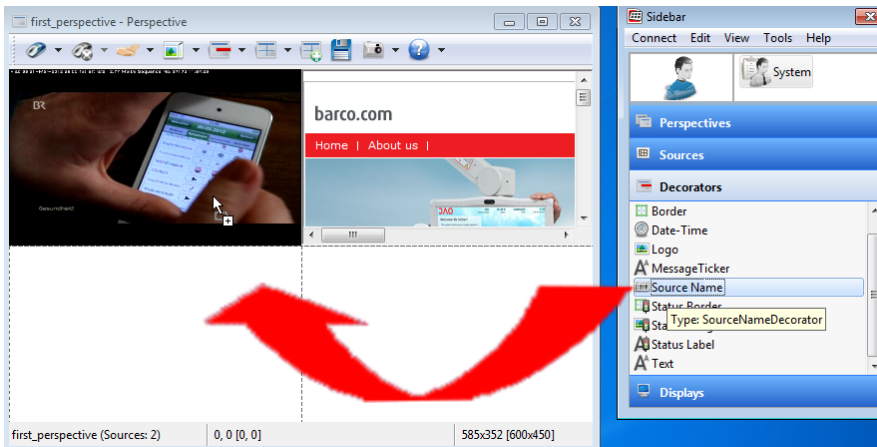 first_perspective - Perspective
BR
Gesundheit
barco.com
Home | About us |
JAO
first_perspective (Sources: 2)
0, 0 [0, 0]
585x352 [600x450]
Sidebar
Connect Edit View Tools Help
System
Perspectives
Sources
Decorators
Border
Date-Time
Logo
MessageTicker
Source Name
Status Border
Type: SourceNameDecorator
Status Label
Text
Displays